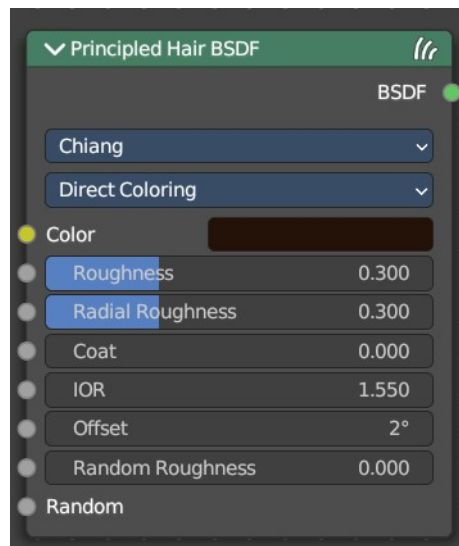 Principled Hair BSDF
BSDF
Chiang
Direct Coloring
Color
Roughness 0.300
Radial Roughness 0.300
Coat 0.000
IOR 1.550
Offset 2°
Random Roughness 0.000
Random